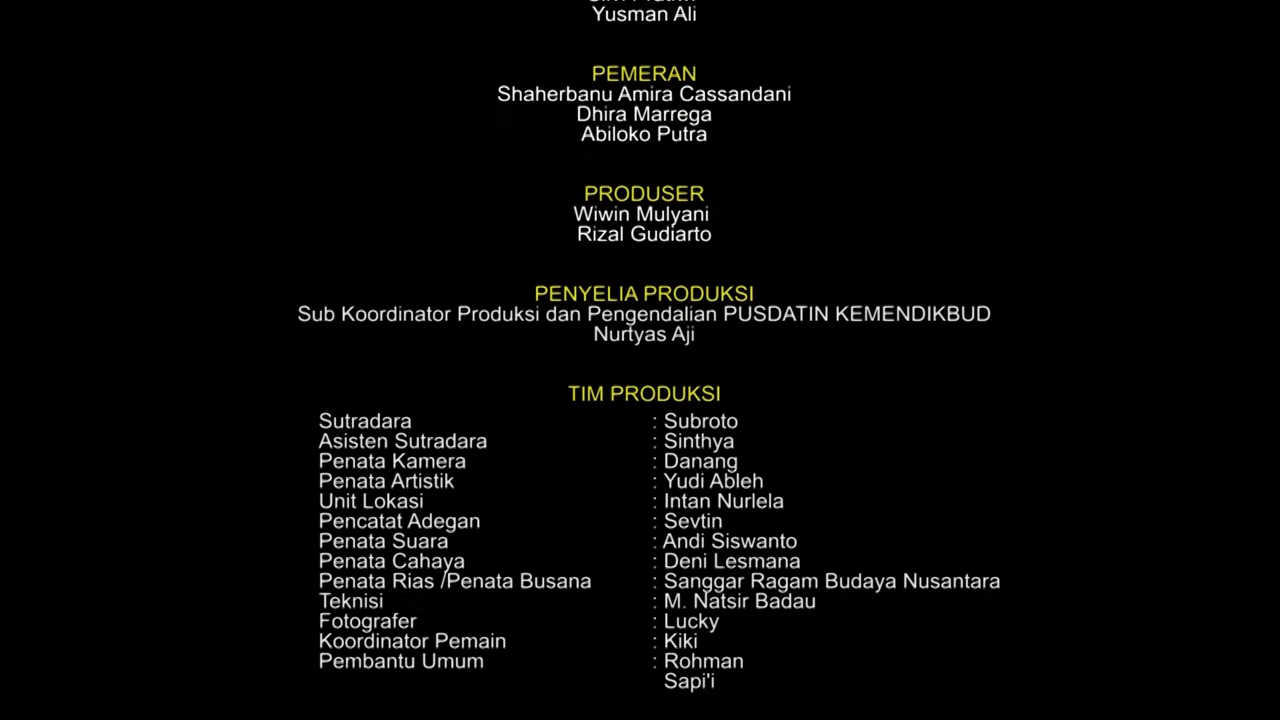 Yusman Ali
PEMERAN
Shaherbanu Amira Cassandani
Dhira Marrega
Abiloko Putra
PRODUSER
Wiwin Mulyani
Rizal Gudiarto
PENYELIA PRODUKSI
Sub Koordinator Produksi dan Pengendalian PUSDATIN KEMENDIKBUD
Nurtyas Aji
TIM PRODUKSI
Sutradara : Subroto
Asisten Sutradara : Sinthya
Penata Kamera : Danang
Penata Artistik : Yudi Ableh
Unit Lokasi : Intan Nurlela
Pencatat Adegan : Sevtin
Penata Suara : Andi Siswanto
Penata Cahaya : Deni Lesmana
Penata Rias /Penata Busana : Sanggar Ragam Budaya Nusantara
Teknisi : M. Natsir Badau
Fotografer : Lucky
Koordinator Pemain : Kiki
Pembantu Umum : Rohman
Sapi'i